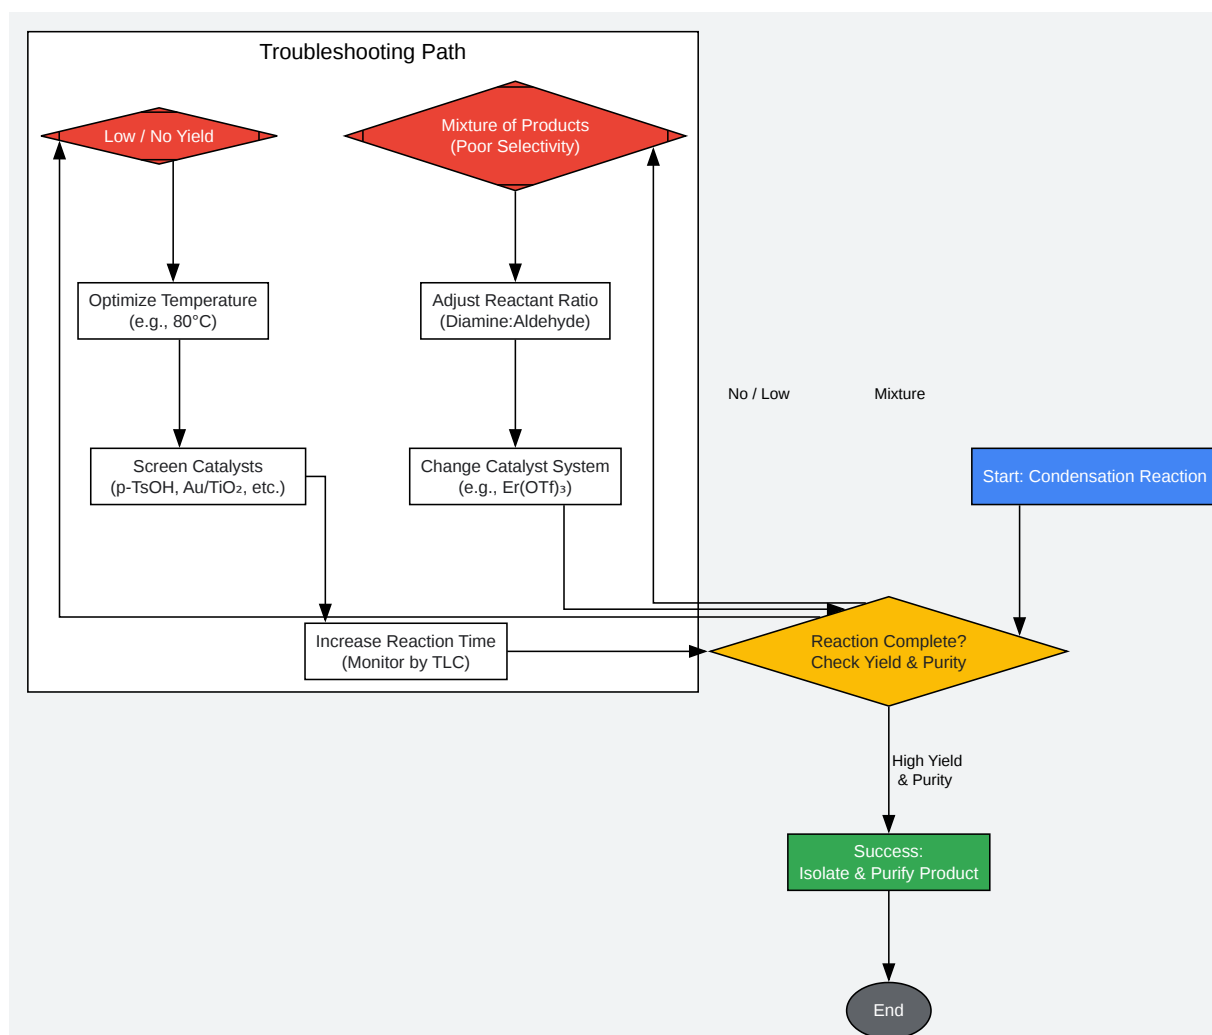 Troubleshooting Path
Low / No Yield
Mixture of Products
(Poor Selectivity)
Optimize Temperature
(e.g., 80°C)
Adjust Reactant Ratio
(Diamine:Aldehyde)
No / Low
Mixture
Screen Catalysts
(p-TsOH, Au/TiO₂, etc.)
Change Catalyst System
(e.g., Er(OTf)₃)
Start: Condensation Reaction
Increase Reaction Time
(Monitor by TLC)
Reaction Complete?
Check Yield & Purity
High Yield
& Purity
Success:
Isolate & Purify Product
End